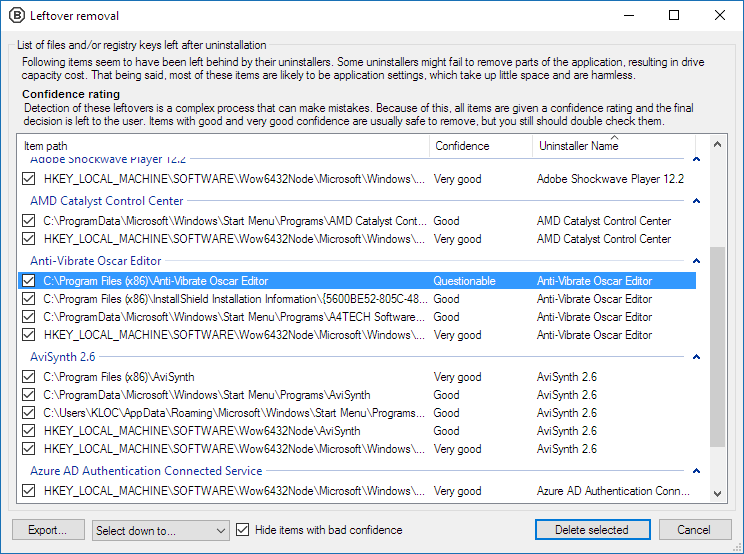 Leftover removal
List of files and/or registry keys left after uninstallation
Following items seem to have been left behind by their uninstallers. Some uninstallers might fail to remove parts of the application, resulting in drive
capacity cost. That being said, most of these items are likely to be application settings, which take up little space and are harmless.
Confidence rating
Detection of these leftovers is a complex process that can make mistakes. Because of this, all items are given a confidence rating and the final
decision is left to the user. Items with good and very good confidence are usually safe to remove, but you still should double check them.
Item path Confidence Uninstaller Name
Adobe Shockwave Player 12.2
HKEY_LOCAL_MACHINE\SOFTWARE\Wow6432Node\Microsoft\Windows\... Very good Adobe Shockwave Player 12.2
AMD Catalyst Control Center
C:\ProgramData\Microsoft\Windows\Start Menu\Programs\AMD Catalyst Cont... Good AMD Catalyst Control Center
HKEY_LOCAL_MACHINE\SOFTWARE\Wow6432Node\Microsoft\Windows\... Very good AMD Catalyst Control Center
Anti-Vibrate Oscar Editor
C:\Program Files (x86)\Anti-Vibrate Oscar Editor Questionable Anti-Vibrate Oscar Editor
C:\Program Files (x86)\InstallShield Installation Information\{5600BE52-805C-48... Good Anti-Vibrate Oscar Editor
C:\ProgramData\Microsoft\Windows\Start Menu\Programs\A4TECH Software... Good Anti-Vibrate Oscar Editor
HKEY_LOCAL_MACHINE\SOFTWARE\Wow6432Node\Microsoft\Windows\... Very good Anti-Vibrate Oscar Editor
AviSynth 2.6
C:\Program Files (x86)\AviSynth Very good AviSynth 2.6
C:\ProgramData\Microsoft\Windows\Start Menu\Programs\AviSynth Good AviSynth 2.6
C:\Users\KLOC\AppData\Roaming\Microsoft\Windows\Start Menu\Programs... Good AviSynth 2.6
HKEY_LOCAL_MACHINE\SOFTWARE\Wow6432Node\AviSynth Good AviSynth 2.6
HKEY_LOCAL_MACHINE\SOFTWARE\Wow6432Node\Microsoft\Windows\... Very good AviSynth 2.6
Azure AD Authentication Connected Service
HKEY_LOCAL_MACHINE\SOFTWARE\Wow6432Node\Microsoft\Windows\... Very good Azure AD Authentication Conn...
Export... Select down to... Hide items with bad confidence Delete selected Cancel